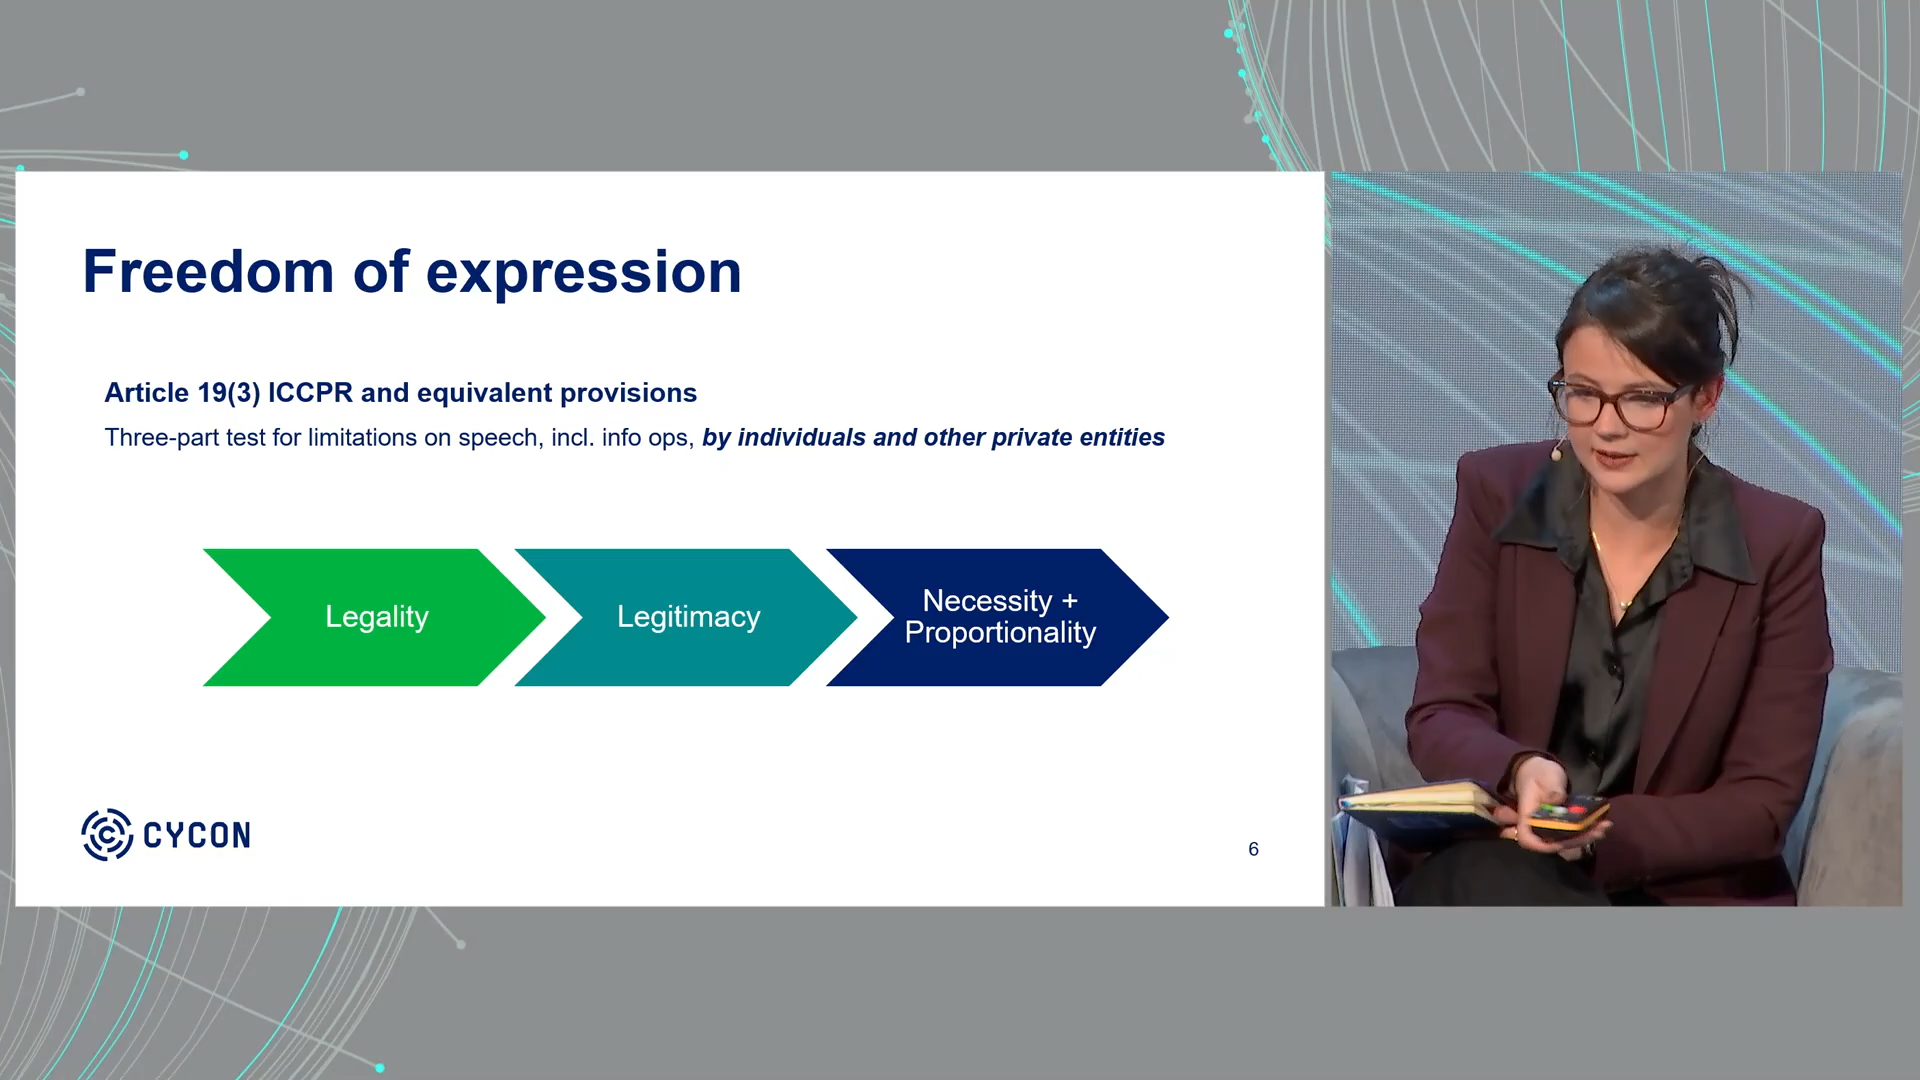 Freedom of expression
Article 19(3) ICCPR and equivalent provisions
Three-part test for limitations on speech, incl. info ops, by individuals and other private entities
Legality
Legitimacy
Necessity +
Proportionality
CYCON
6